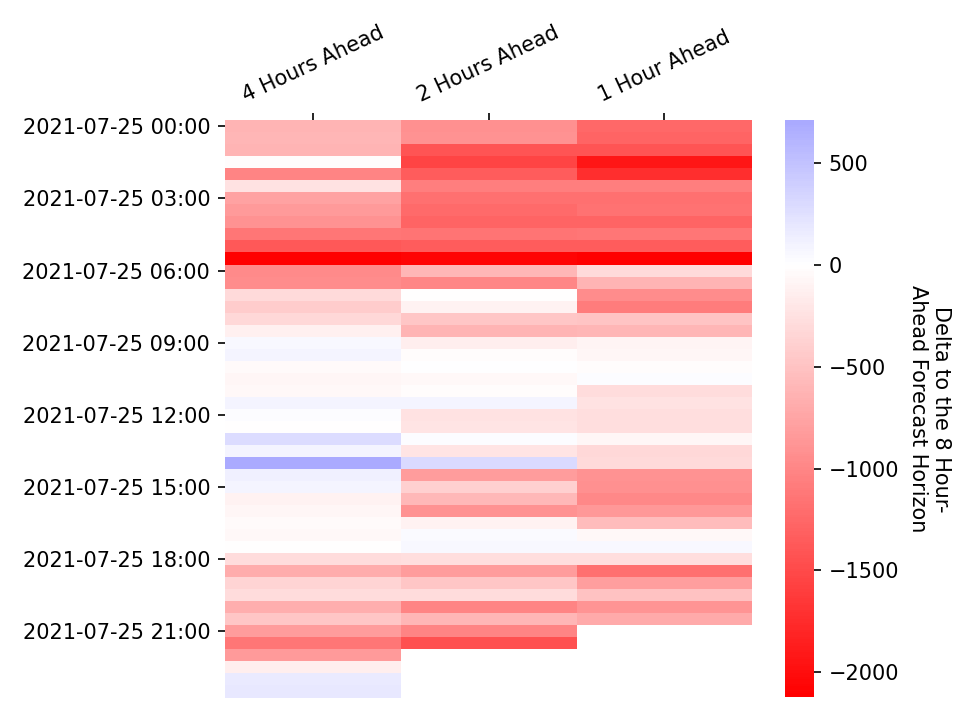 4 Hours Ahead
2 Hours Ahead
1 Hour Ahead
2021-07-25 00:00
2021-07-25 03:00
2021-07-25 06:00
2021-07-25 09:00
2021-07-25 12:00
2021-07-25 15:00
2021-07-25 18:00
2021-07-25 21:00
500
0
−500
−1000
−1500
−2000
Delta to the 8 Hour-
Ahead Forecast Horizon